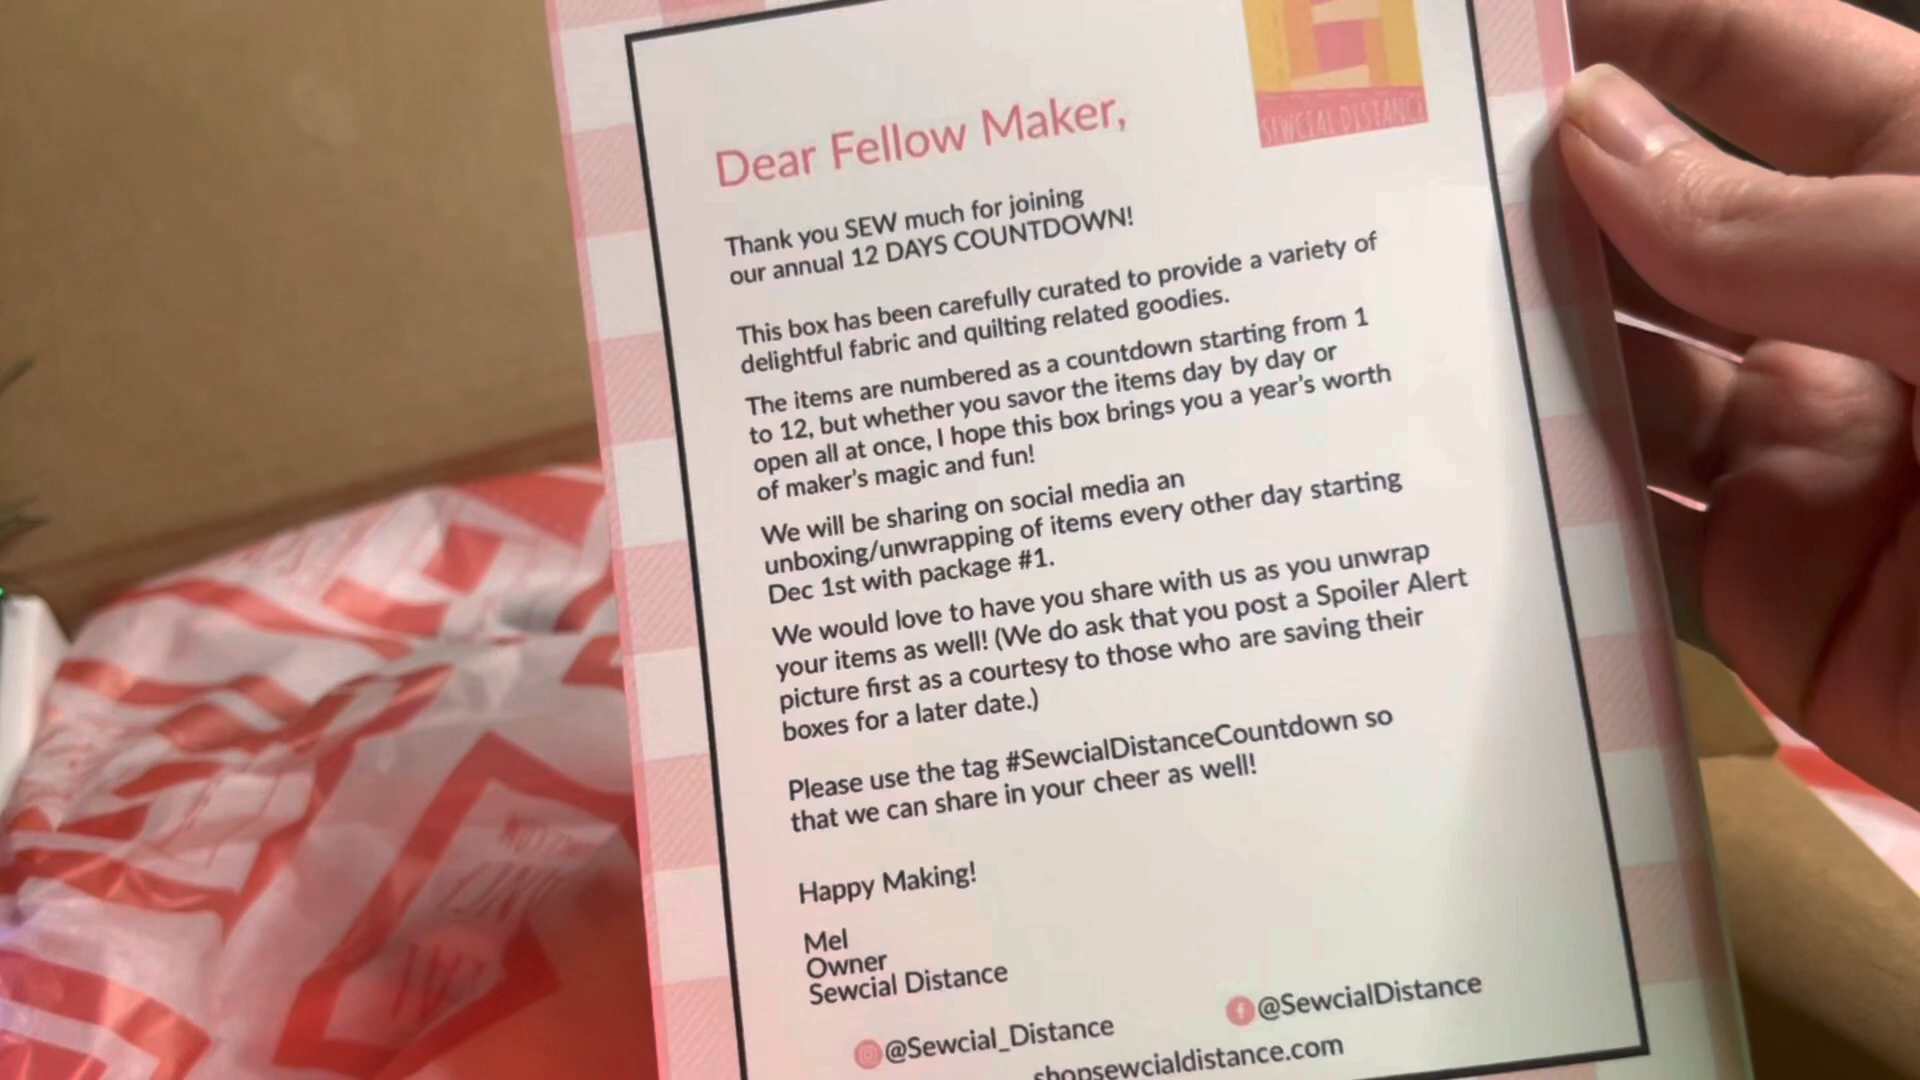 SEWCIAL DISTANCE
Dear Fellow Maker,
Thank you SEW much for joining
our annual 12 DAYS COUNTDOWN!
This box has been carefully curated to provide a variety of
delightful fabric and quilting related goodies.
The items are numbered as a countdown starting from 1
to 12, but whether you savor the items day by day or
open all at once, I hope this box brings you a year's worth
of maker's magic and fun!
We will be sharing on social media an
unboxing/unwrapping of items every other day starting
Dec 1st with package #1.
We would love to have you share with us as you unwrap
your items as well! (We do ask that you post a Spoiler Alert
picture first as a courtesy to those who are saving their
boxes for a later date.)
Please use the tag #SewcialDistanceCountdown so
that we can share in your cheer as well!
Happy Making!
Mel
Owner
Sewcial Distance
@Sewcial_Distance
@SewcialDistance
shopsewcialdistance.com